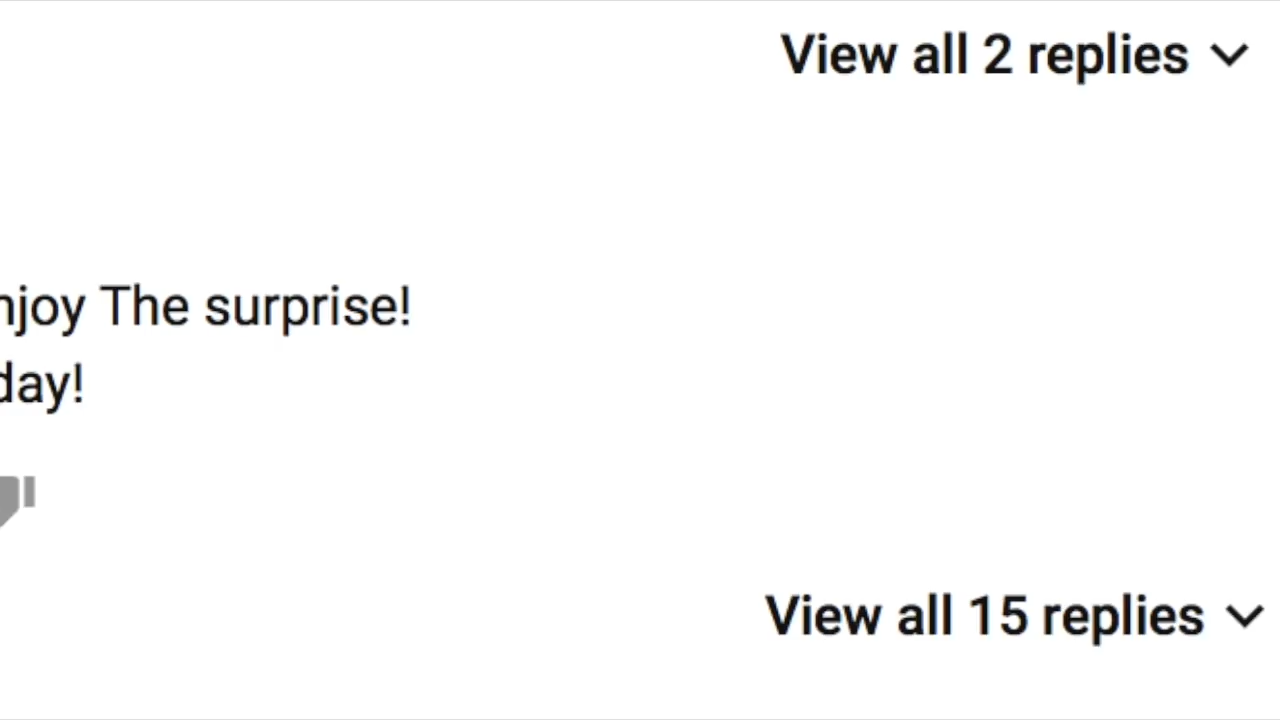 View all 2 replies
njoy The surprise!
day!
View all 15 replies